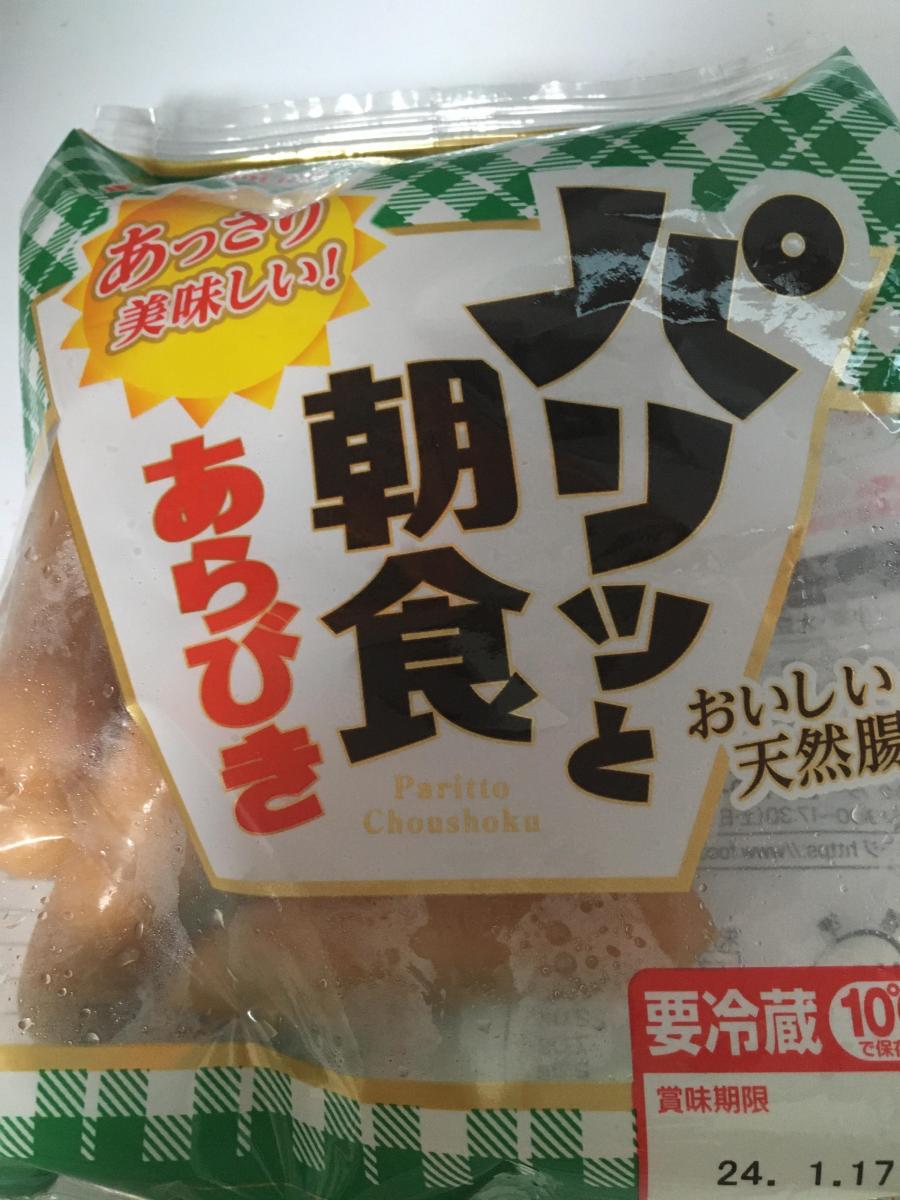 あっさり
美味しい!
パリッと
朝食
あらびき
Paritto
Choushoku
おいしい
天然腸
要冷蔵 10°
で保存
賞味期限
24. 1.17